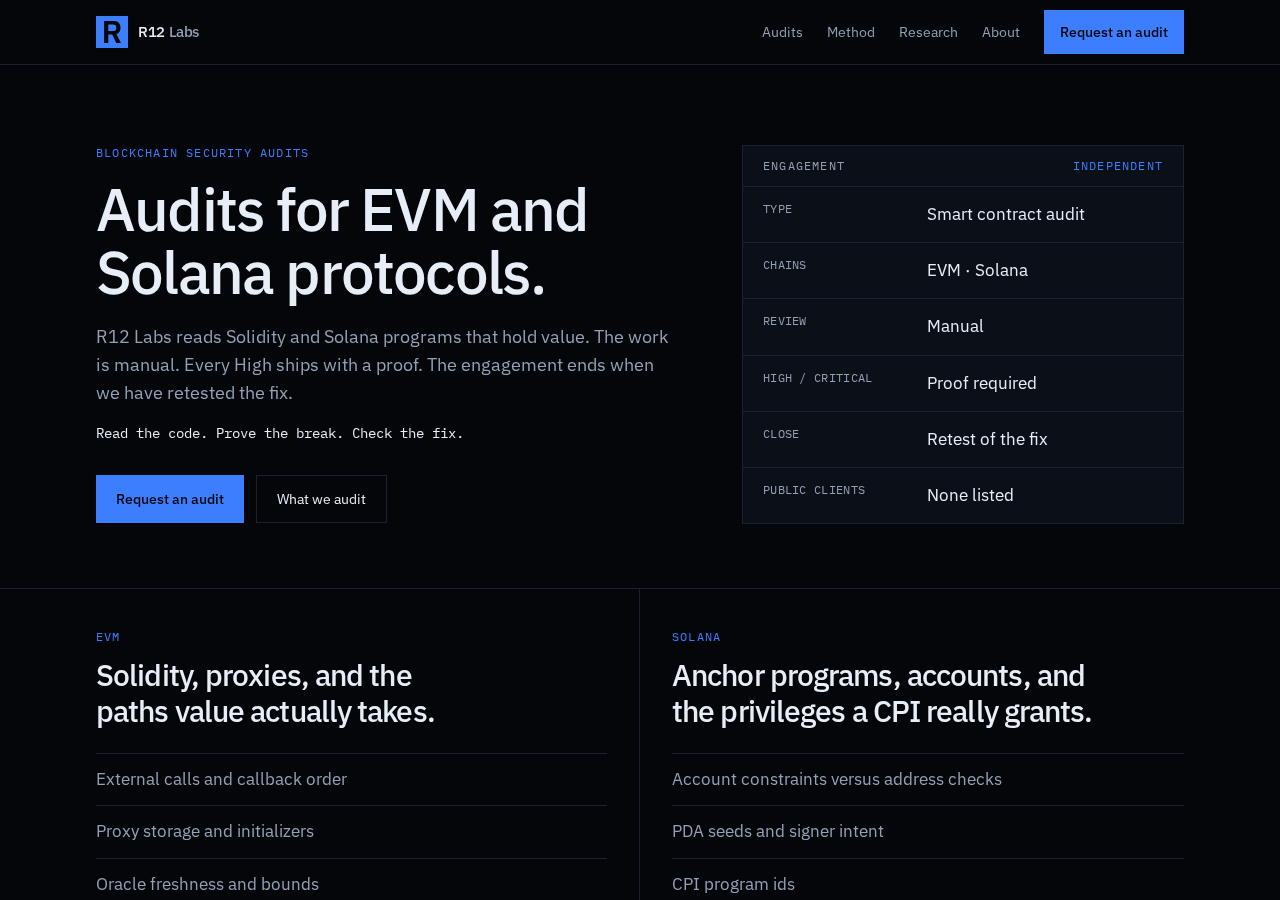 R
R12 Labs
Audits
Method
Research
About
Request an audit
BLOCKCHAIN SECURITY AUDITS
Audits for EVM and
Solana protocols.
R12 Labs reads Solidity and Solana programs that hold value. The work
is manual. Every High ships with a proof. The engagement ends when
we have retested the fix.
Read the code. Prove the break. Check the fix.
Request an audit
What we audit
ENGAGEMENT
INDEPENDENT
TYPE
Smart contract audit
CHAINS
EVM · Solana
REVIEW
Manual
HIGH / CRITICAL
Proof required
CLOSE
Retest of the fix
PUBLIC CLIENTS
None listed
EVM
Solidity, proxies, and the
paths value actually takes.
External calls and callback order
Proxy storage and initializers
Oracle freshness and bounds
SOLANA
Anchor programs, accounts, and
the privileges a CPI really grants.
Account constraints versus address checks
PDA seeds and signer intent
CPI program ids